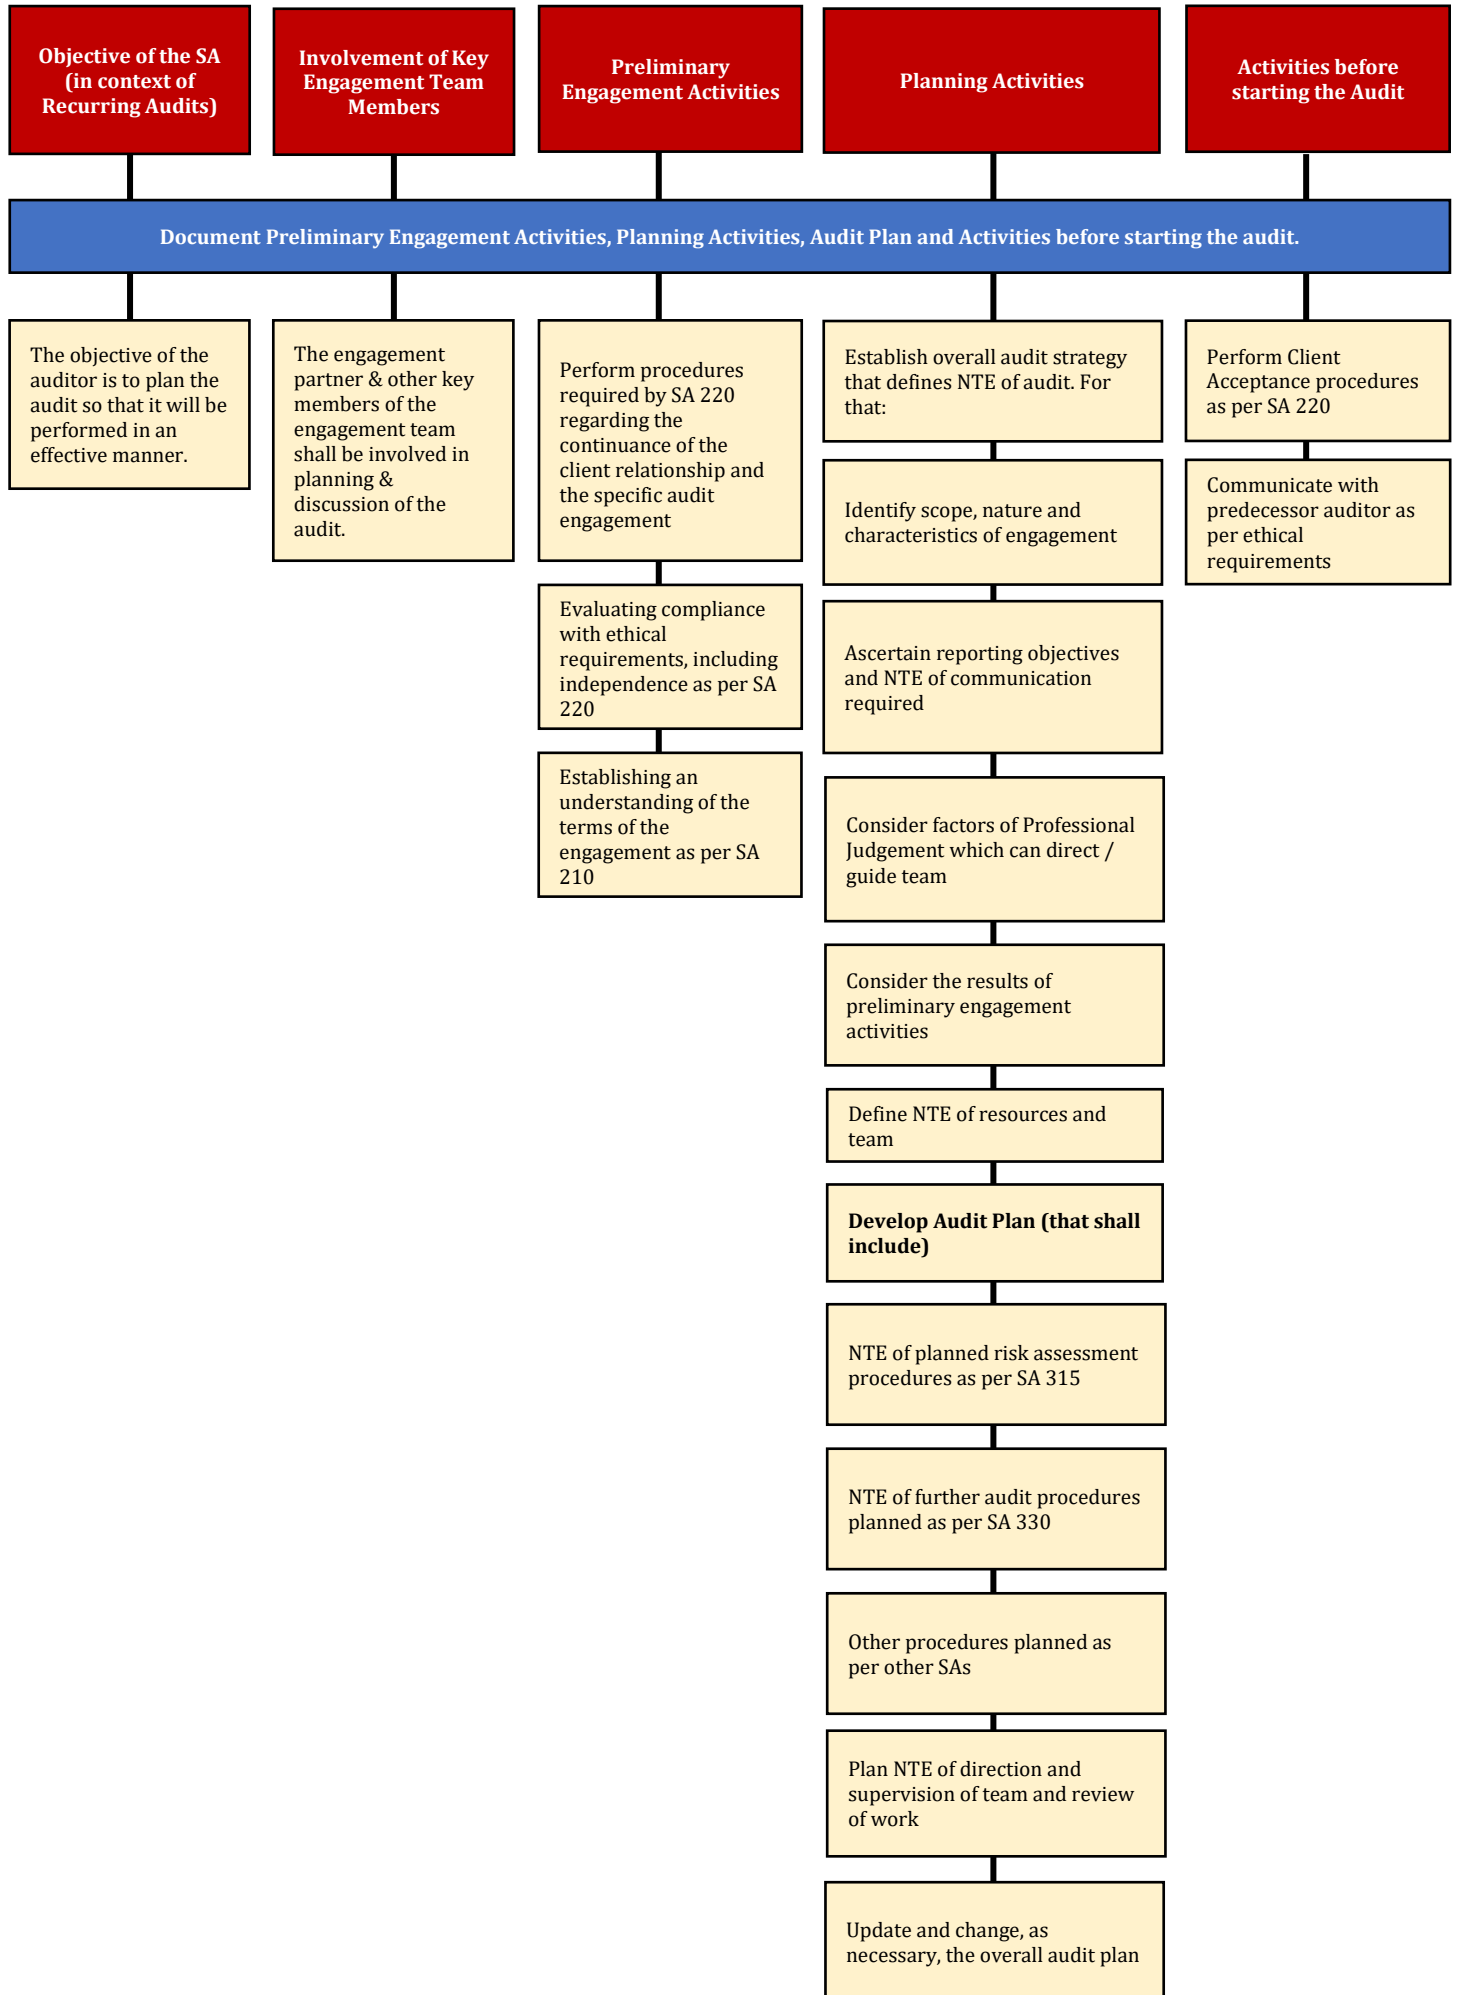 Objective of the SA
(in context of
Recurring Audits)
Involvement of Key
Engagement Team
Members
Preliminary
Engagement Activities
Planning Activities
Activities before
starting the Audit
Document Preliminary Engagement Activities, Planning Activities, Audit Plan and Activities before starting the audit.
The objective of the
auditor is to plan the
audit so that it will be
performed in an
effective manner.
The engagement
partner & other key
members of the
engagement team
shall be involved in
planning &
discussion of the
audit.
Perform procedures
required by SA 220
regarding the
continuance of the
client relationship and
the specific audit
engagement
Evaluating compliance
with ethical
requirements, including
independence as per SA
220
Establishing an
understanding of the
terms of the
engagement as per SA
210
Establish overall audit strategy
that defines NTE of audit. For
that:
Identify scope, nature and
characteristics of engagement
Ascertain reporting objectives
and NTE of communication
required
Consider factors of Professional
Judgement which can direct /
guide team
Consider the results of
preliminary engagement
activities
Define NTE of resources and
team
Develop Audit Plan (that shall
include)
NTE of planned risk assessment
procedures as per SA 315
NTE of further audit procedures
planned as per SA 330
Other procedures planned as
per other SAs
Plan NTE of direction and
supervision of team and review
of work
Update and change, as
necessary, the overall audit plan
Perform Client
Acceptance procedures
as per SA 220
Communicate with
predecessor auditor as
per ethical
requirements